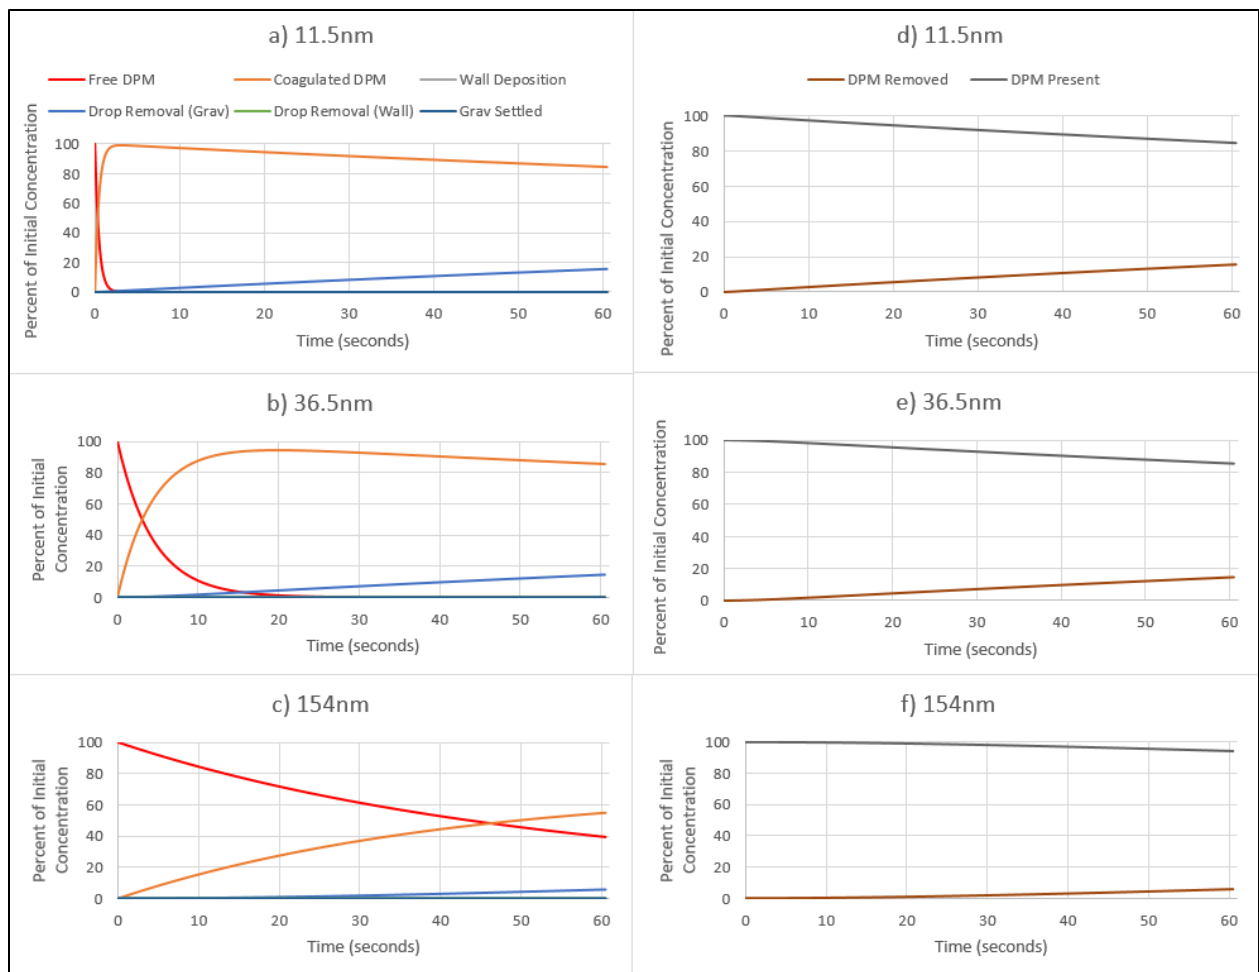 a) 11.5nm
Free DPM
Coagulated DPM
Wall Deposition
Drop Removal (Grav)
Drop Removal (Wall)
Grav Settled
Percent of Initial Concentration
100
80
60
40
20
0
0 10 20 30 40 50 60
Time (seconds)
d) 11.5nm
DPM Removed
DPM Present
Percent of Initial Concentration
100
80
60
40
20
0
0 10 20 30 40 50 60
Time (seconds)
b) 36.5nm
Percent of Initial
Concentration
100
80
60
40
20
0
0 10 20 30 40 50 60
Time (seconds)
e) 36.5nm
Percent of Initial Concentration
100
80
60
40
20
0
0 10 20 30 40 50 60
Time (seconds)
c) 154nm
Percent of Initial
Concentration
100
80
60
40
20
0
0 10 20 30 40 50 60
Time (seconds)
f) 154nm
Percent of Initial
Concentration
100
80
60
40
20
0
0 10 20 30 40 50 60
Time (seconds)